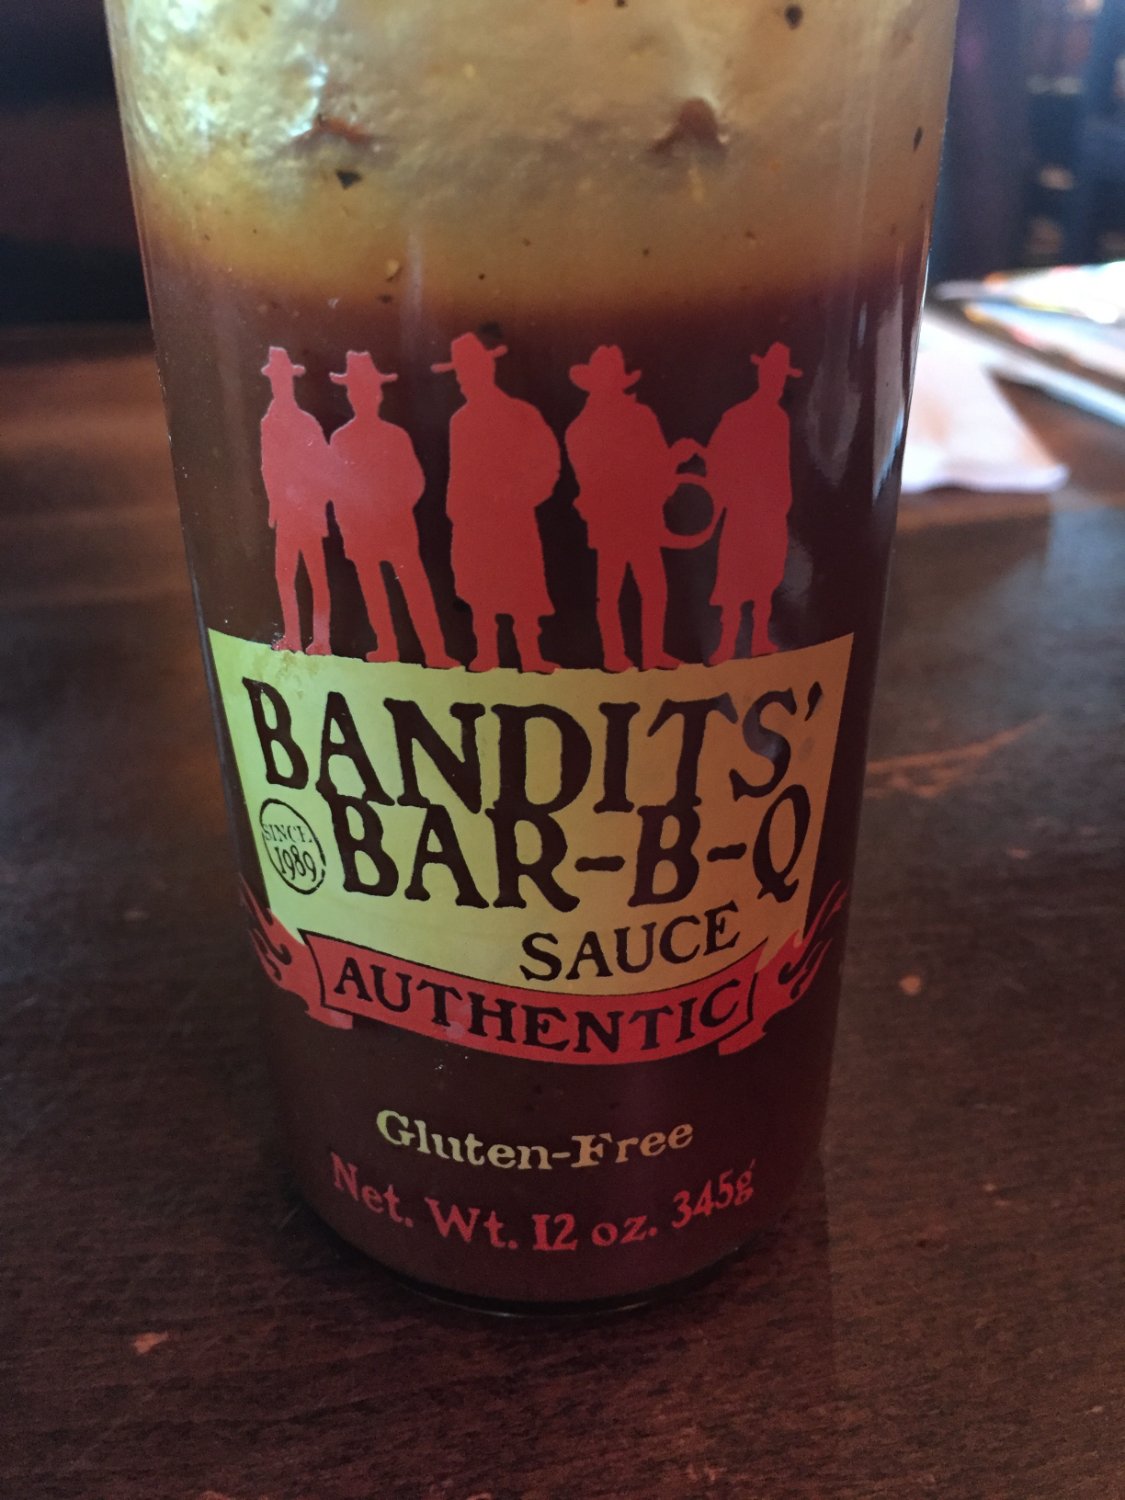 BANDITS'
SINCE
1989
BAR-B-Q
SAUCE
AUTHENTIC
Gluten-Free
Net. Wt. 12 oz. 345g